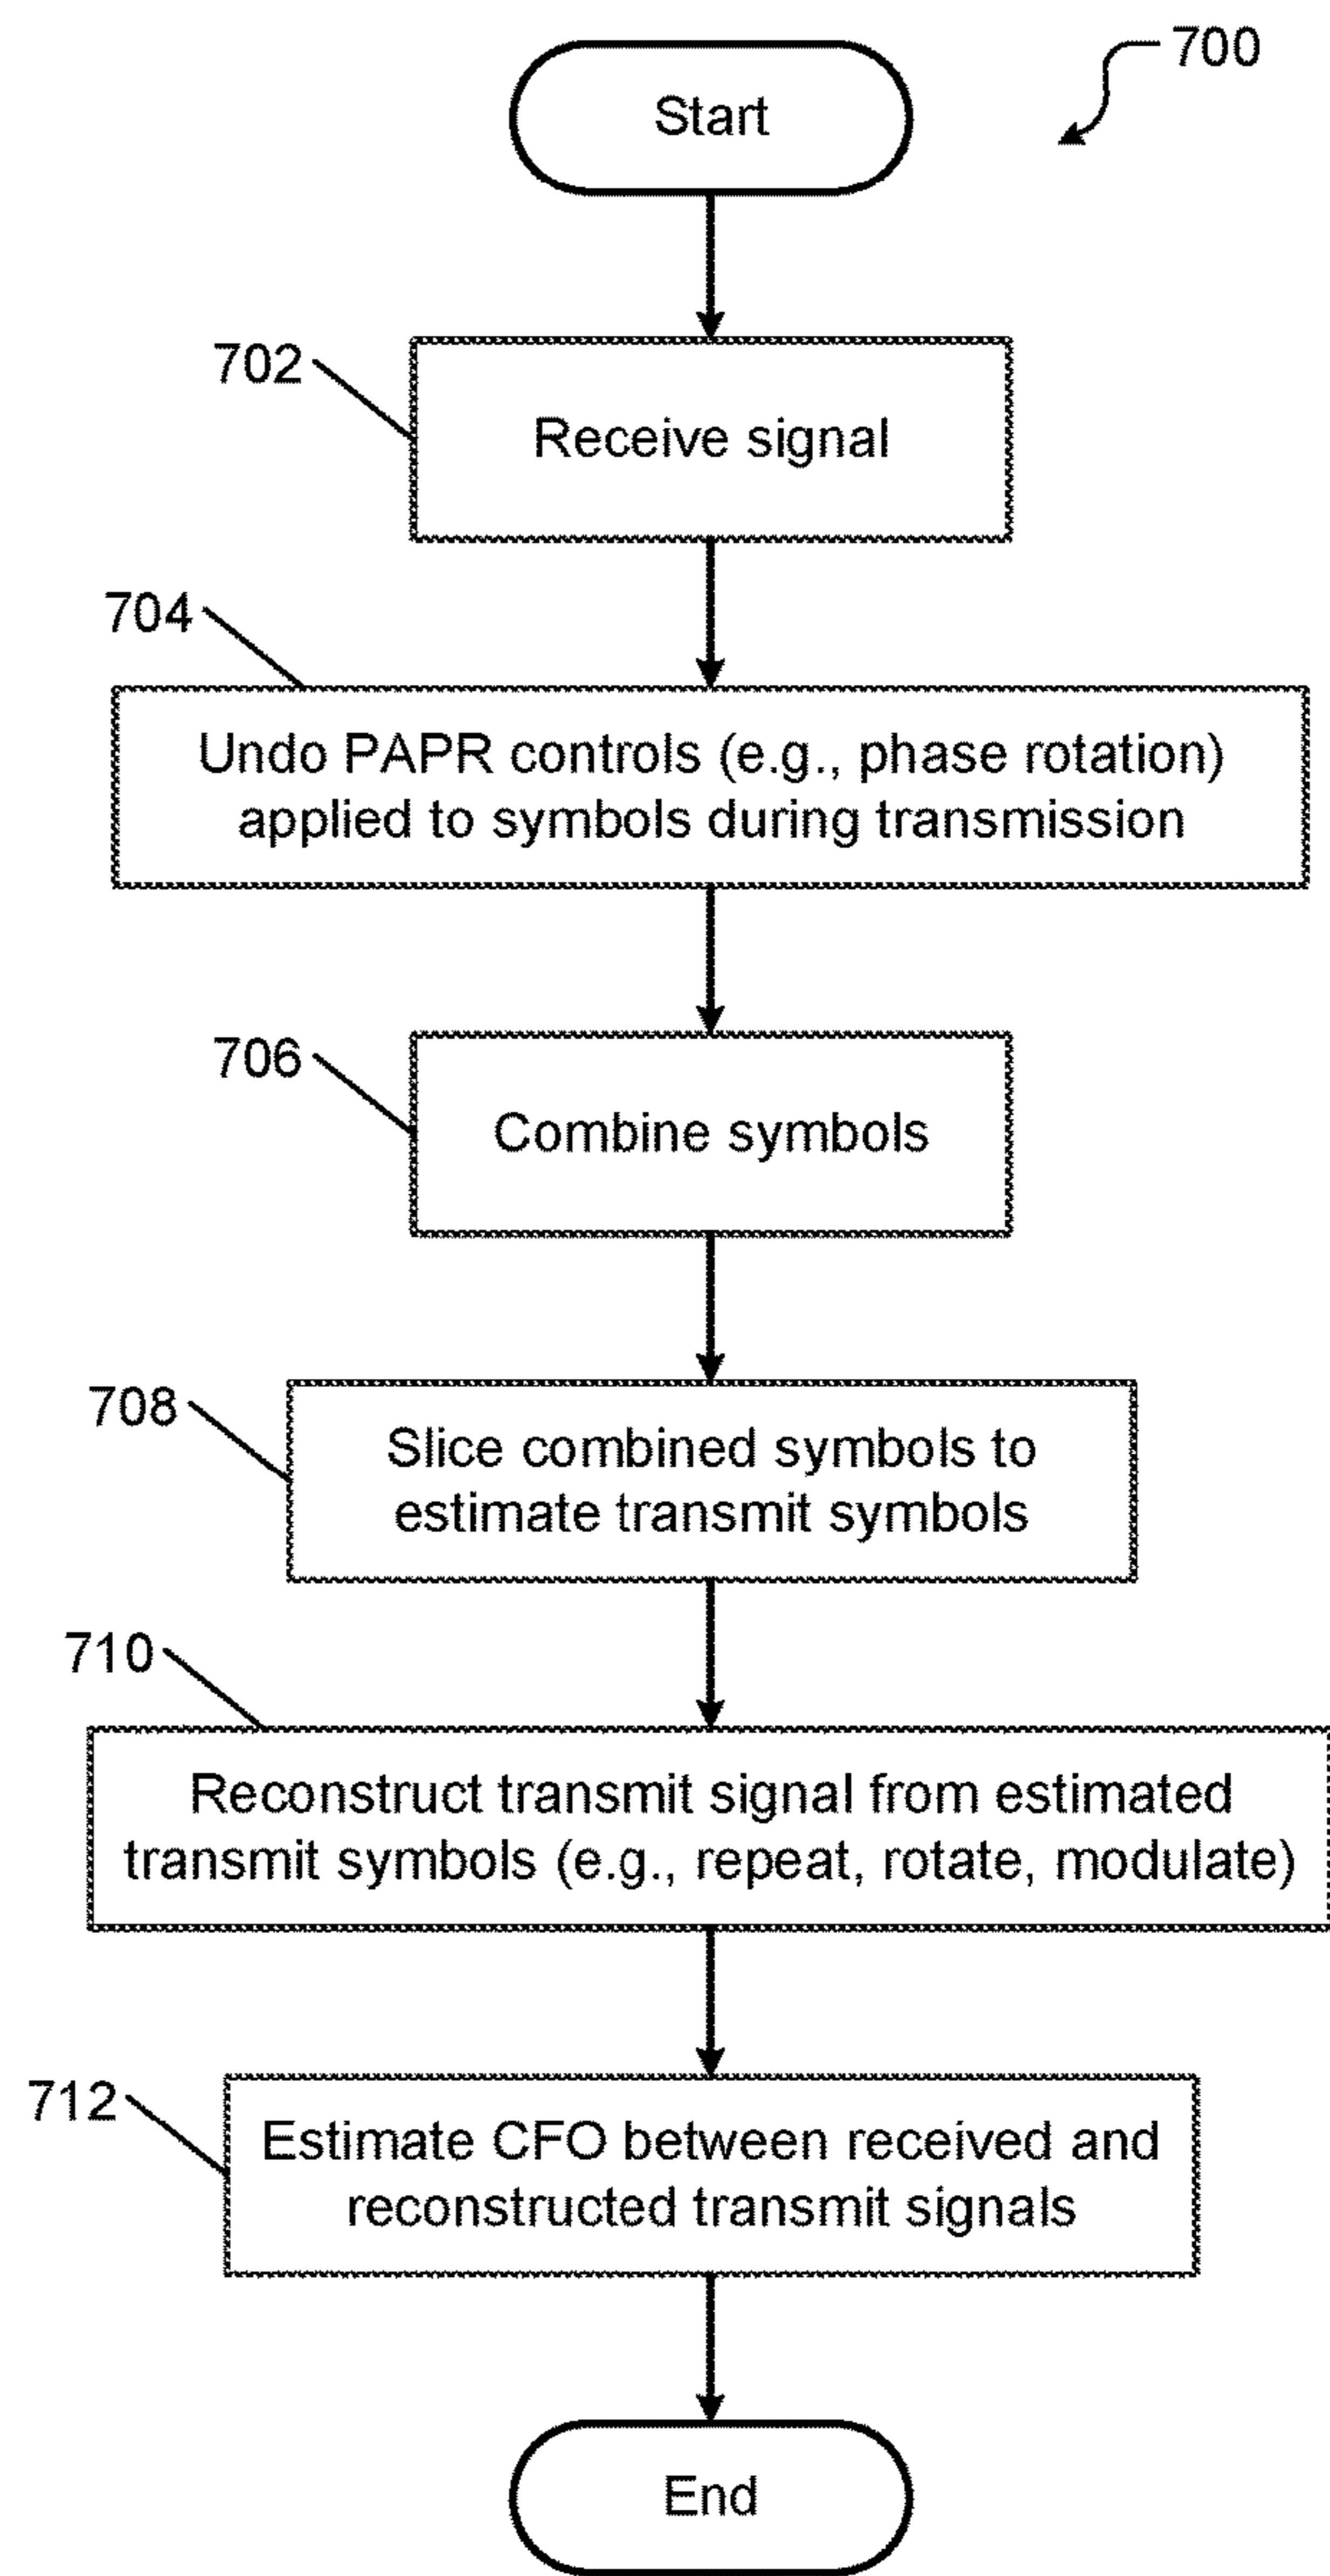 700
Start
702
Receive signal
704
Undo PAPR controls (e.g., phase rotation)
applied to symbols during transmission
706
Combine symbols
708
Slice combined symbols to
estimate transmit symbols
710
Reconstruct transmit signal from estimated
transmit symbols (e.g., repeat, rotate, modulate)
712
Estimate CFO between received and
reconstructed transmit signals
End